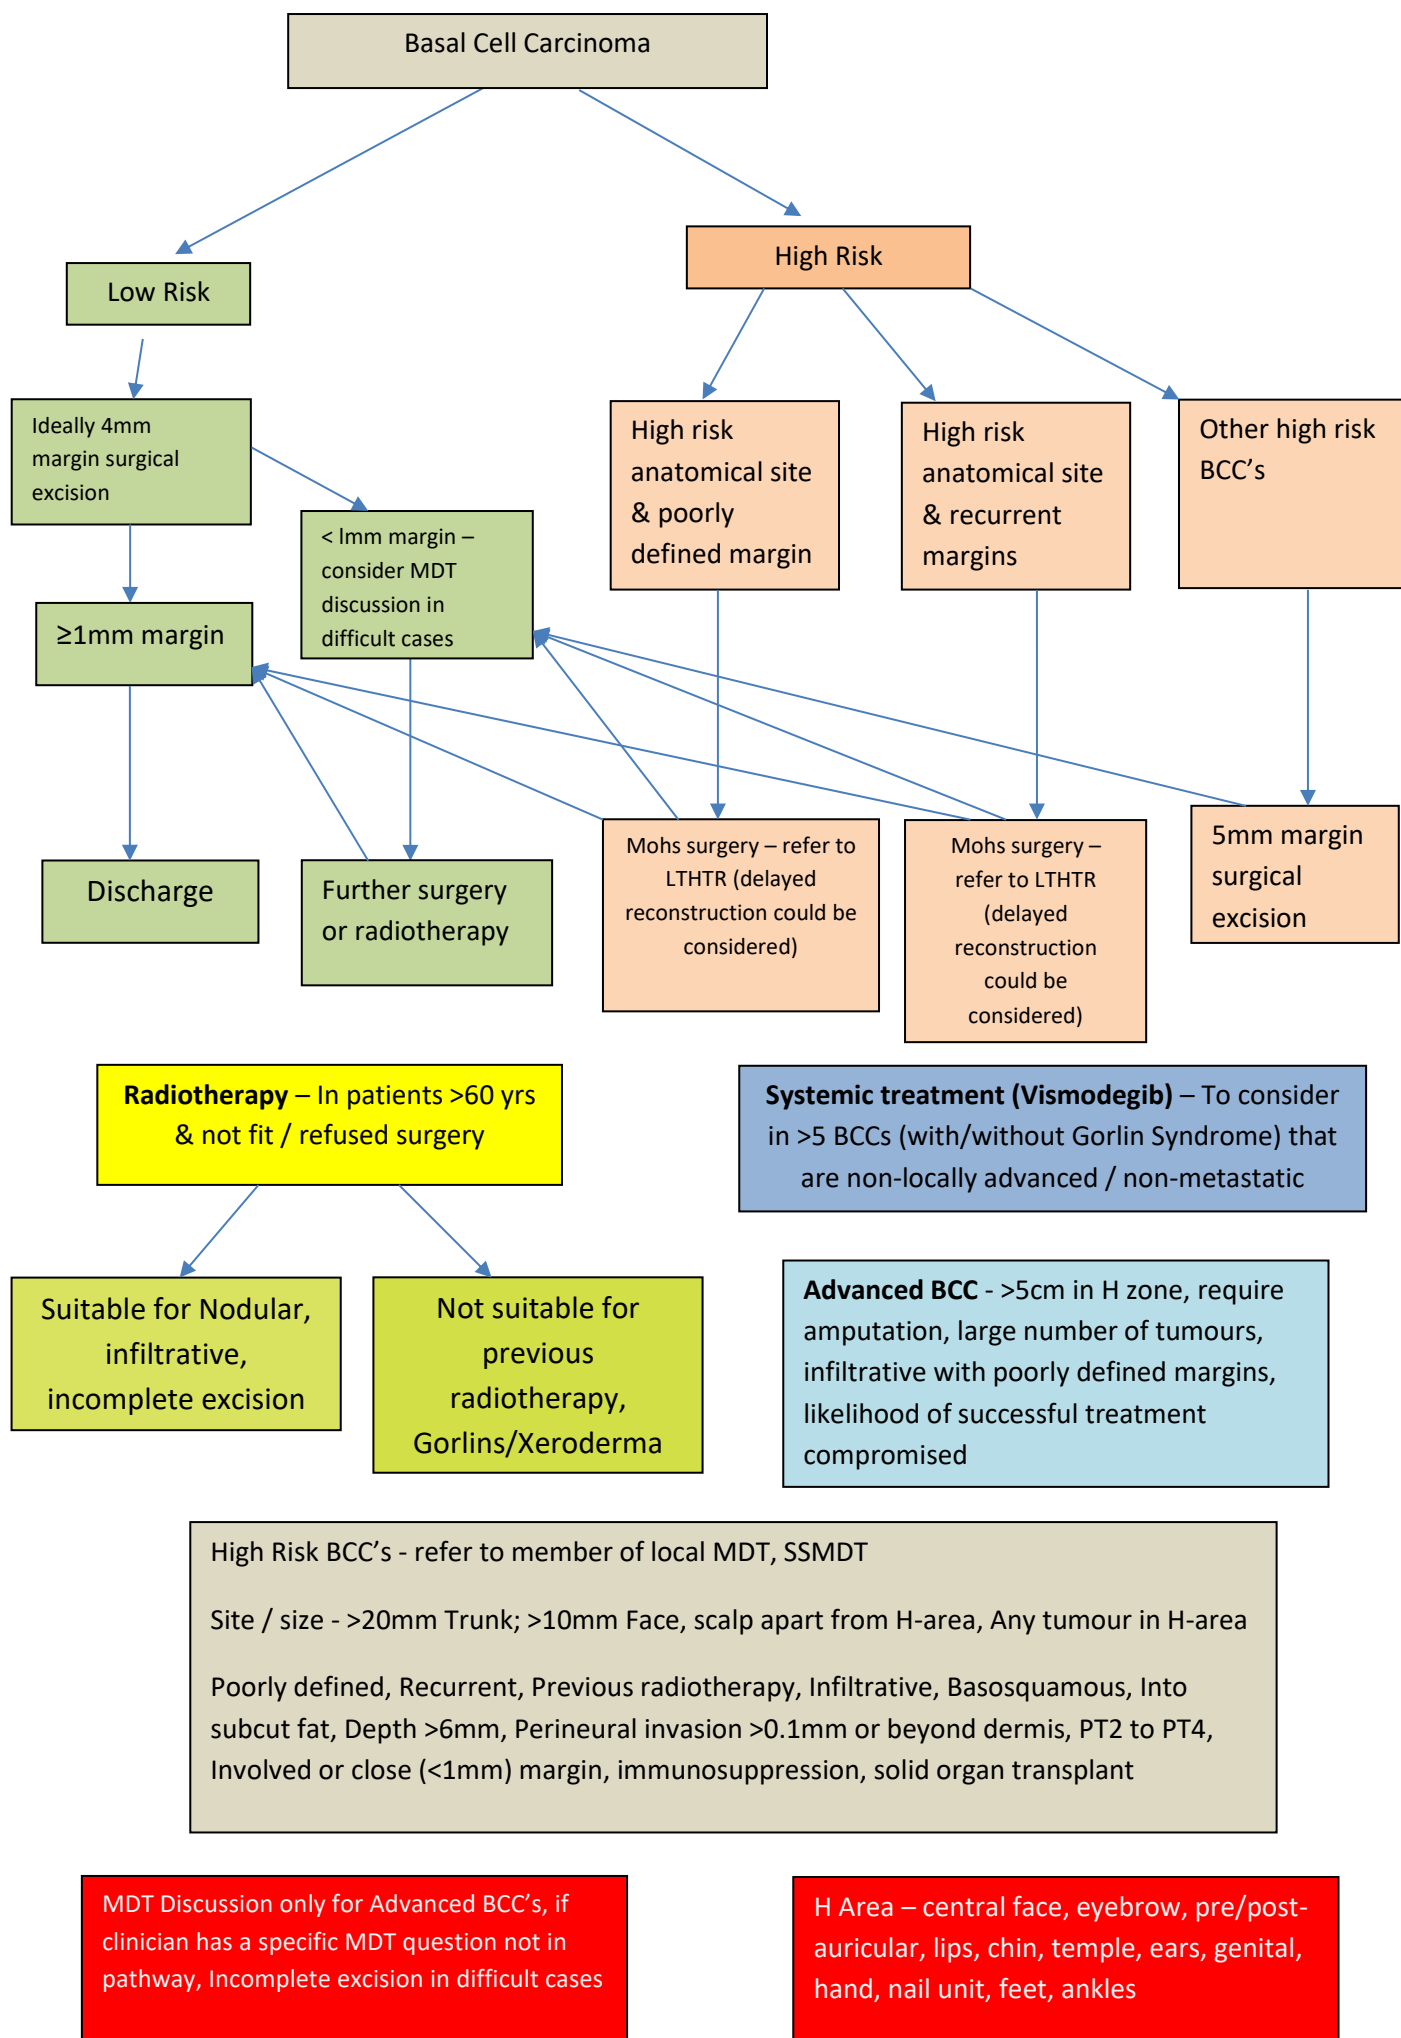 Basal Cell Carcinoma
Low Risk
High Risk
Ideally 4mm
margin surgical
excision
< lmm margin –
consider MDT
discussion in
difficult cases
High risk
anatomical site
& poorly
defined margin
High risk
anatomical site
& recurrent
margins
Other high risk
BCC’s
≥1mm margin
Discharge
Further surgery
or radiotherapy
Mohs surgery – refer to
LTHTR (delayed
reconstruction could be
considered)
Mohs surgery –
refer to LTHTR
(delayed
reconstruction
could be
considered)
5mm margin
surgical
excision
Radiotherapy – In patients >60 yrs
& not fit / refused surgery
Suitable for Nodular,
infiltrative,
incomplete excision
Not suitable for
previous
radiotherapy,
Gorlins/Xeroderma
Systemic treatment (Vismodegib) – To consider
in >5 BCCs (with/without Gorlin Syndrome) that
are non-locally advanced / non-metastatic
Advanced BCC - >5cm in H zone, require
amputation, large number of tumours,
infiltrative with poorly defined margins,
likelihood of successful treatment
compromised
High Risk BCC’s - refer to member of local MDT, SSMDT
Site / size - >20mm Trunk; >10mm Face, scalp apart from H-area, Any tumour in H-area
Poorly defined, Recurrent, Previous radiotherapy, Infiltrative, Basosquamous, Into
subcut fat, Depth >6mm, Perineural invasion >0.1mm or beyond dermis, PT2 to PT4,
Involved or close (<1mm) margin, immunosuppression, solid organ transplant
MDT Discussion only for Advanced BCC’s, if
clinician has a specific MDT question not in
pathway, Incomplete excision in difficult cases
H Area – central face, eyebrow, pre/post-
auricular, lips, chin, temple, ears, genital,
hand, nail unit, feet, ankles